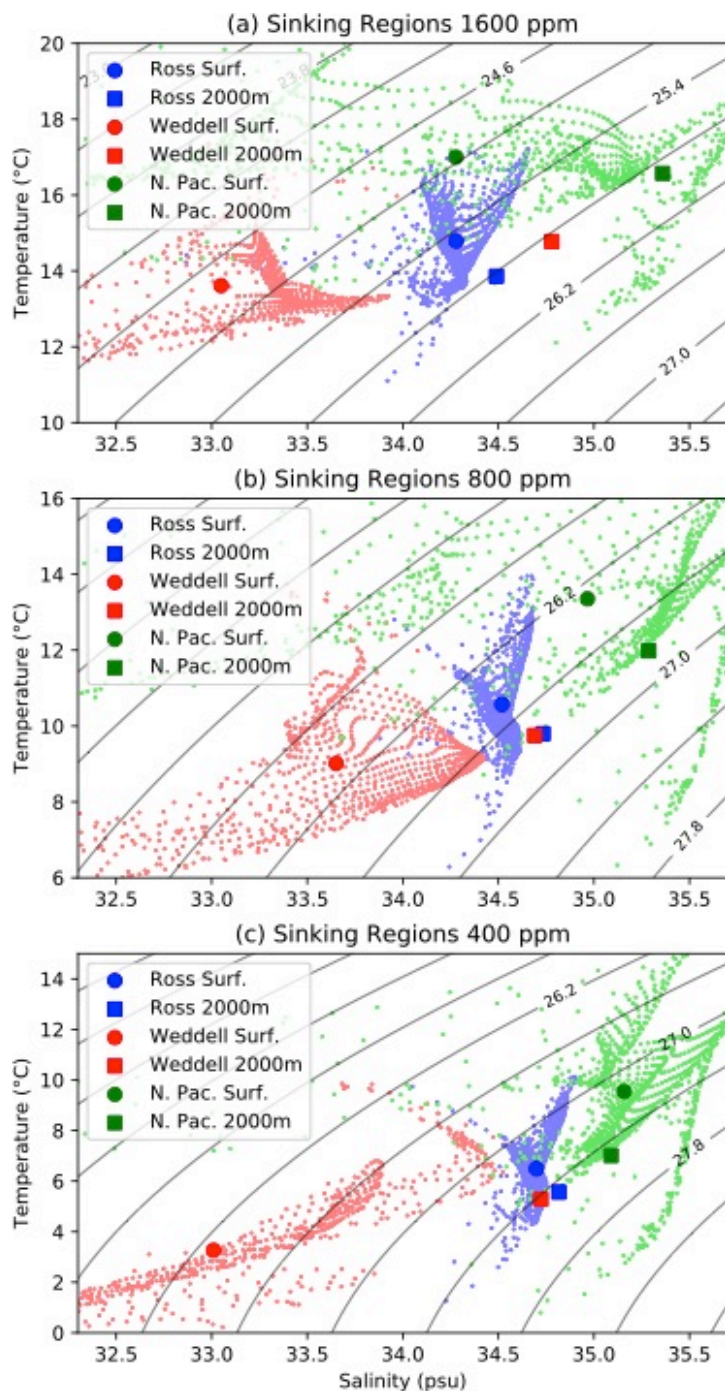 (a) Sinking Regions 1600 ppm
Temperature (°C)
20
18
16
14
12
10
Ross Surf.
Ross 2000m
Weddell Surf.
Weddell 2000m
N. Pac. Surf.
N. Pac. 2000m
23.8
24.6
25.4
26.2
27.0
32.5 33.0 33.5 34.0 34.5 35.0 35.5
(b) Sinking Regions 800 ppm
Temperature (°C)
16
14
12
10
8
6
Ross Surf.
Ross 2000m
Weddell Surf.
Weddell 2000m
N. Pac. Surf.
N. Pac. 2000m
26.2
27.0
27.8
32.5 33.0 33.5 34.0 34.5 35.0 35.5
(c) Sinking Regions 400 ppm
Temperature (°C)
14
12
10
8
6
4
2
0
Ross Surf.
Ross 2000m
Weddell Surf.
Weddell 2000m
N. Pac. Surf.
N. Pac. 2000m
26.2
27.0
27.8
32.5 33.0 33.5 34.0 34.5 35.0 35.5
Salinity (psu)